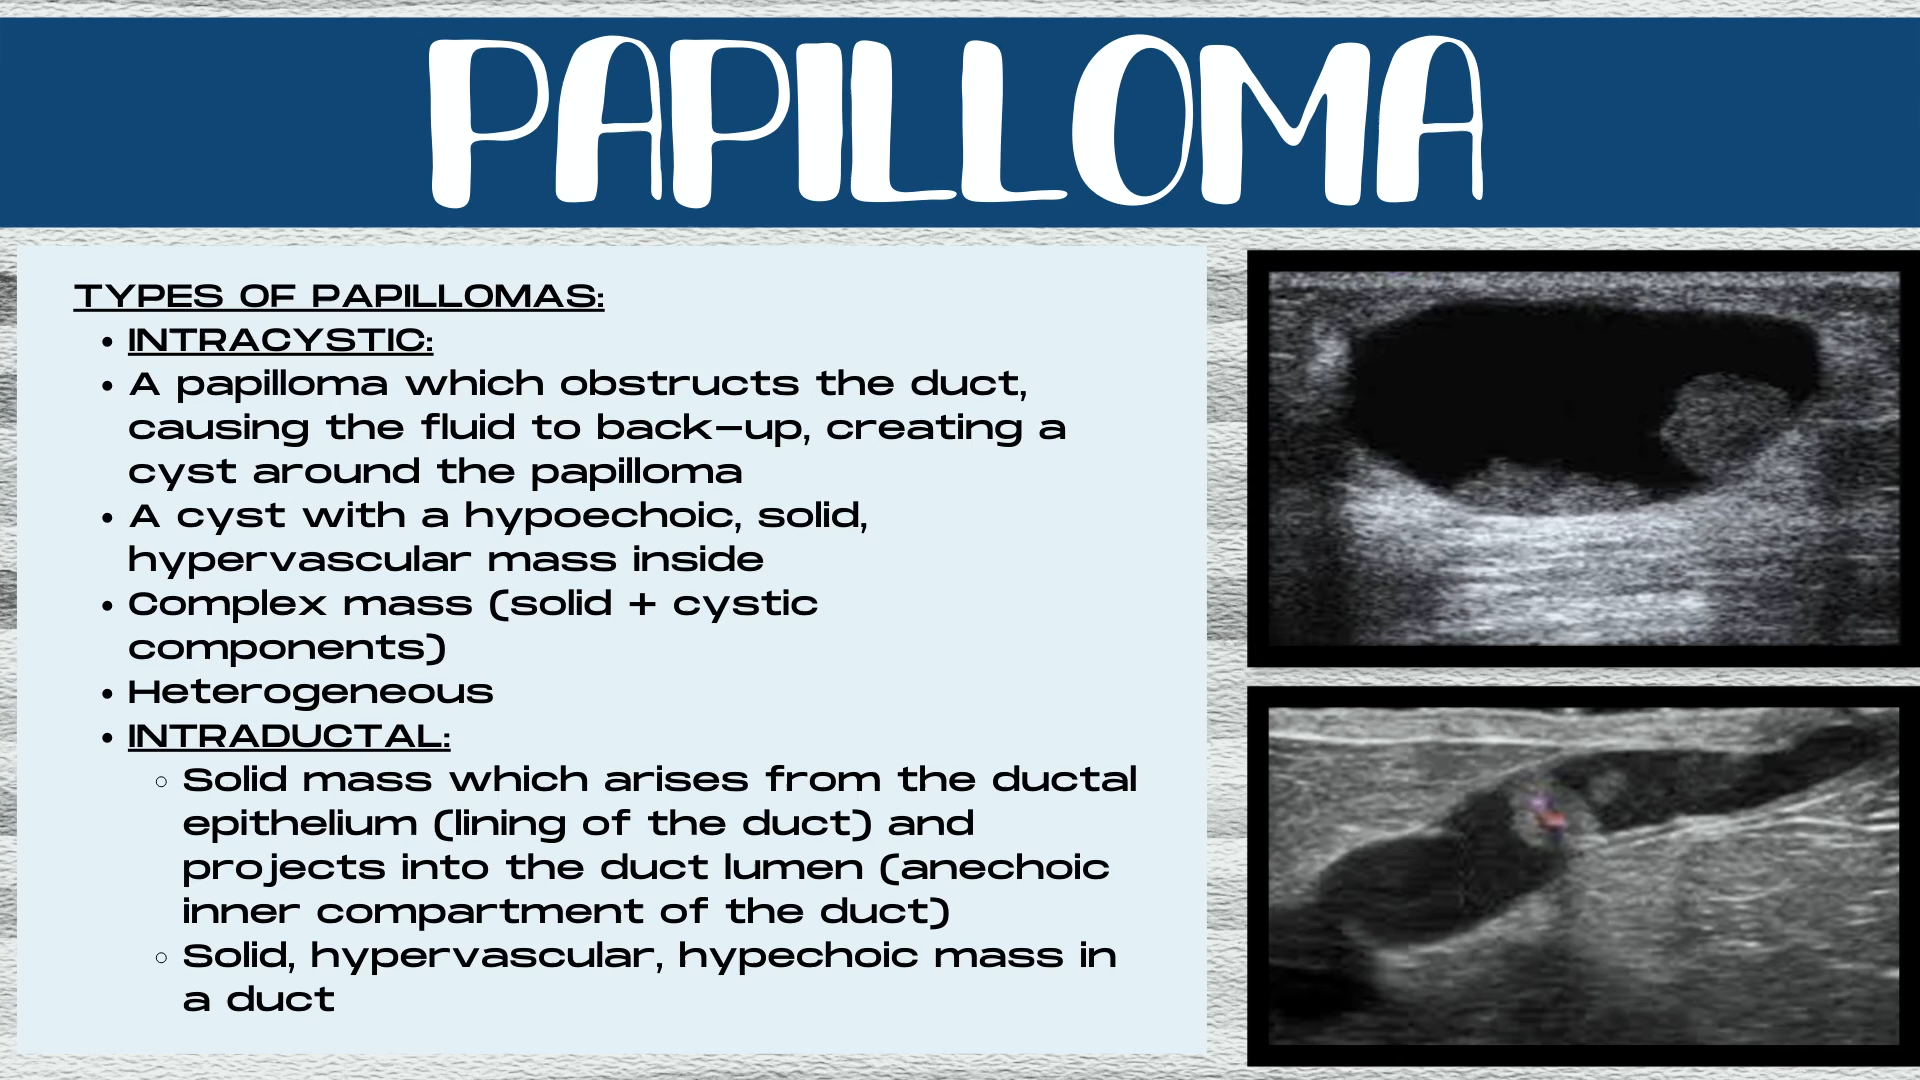 PAPILLOMA
TYPES OF PAPILLOMAS:
• INTRACYSTIC:
• A papilloma which obstructs the duct,
causing the fluid to back-up, creating a
cyst around the papilloma
• A cyst with a hypoechoic, solid,
hypervascular mass inside
• Complex mass (solid + cystic
components)
• Heterogeneous
• INTRADUCTAL:
◦ Solid mass which arises from the ductal
epithelium (lining of the duct) and
projects into the duct lumen (anechoic
inner compartment of the duct)
◦ Solid, hypervascular, hypechoic mass in
a duct